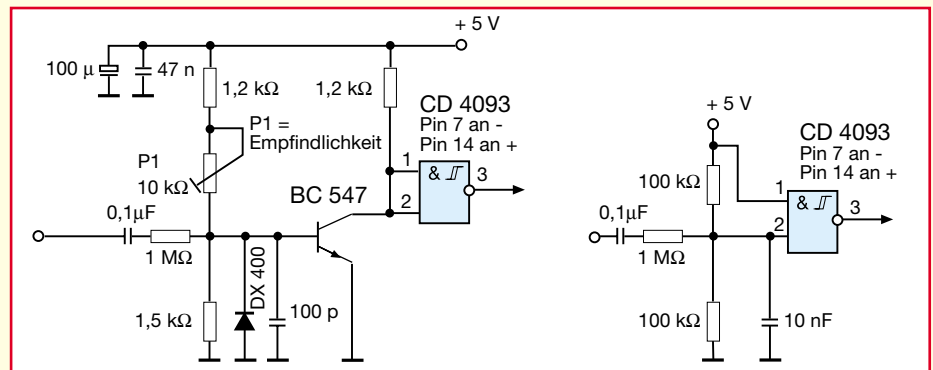 + 5 V
100 µ
47 n
1,2 kΩ
1,2 kΩ
P1 =
Empfindlichkeit
P1
10 kΩ
CD 4093
Pin 7 an -
Pin 14 an +
1
2
&
3
BC 547
0,1µF
1 MΩ
1,5 kΩ
DX 400
100 p
+ 5 V
CD 4093
Pin 7 an -
Pin 14 an +
100 kΩ
1
2
&
3
0,1µF
1 MΩ
100 kΩ
10 nF